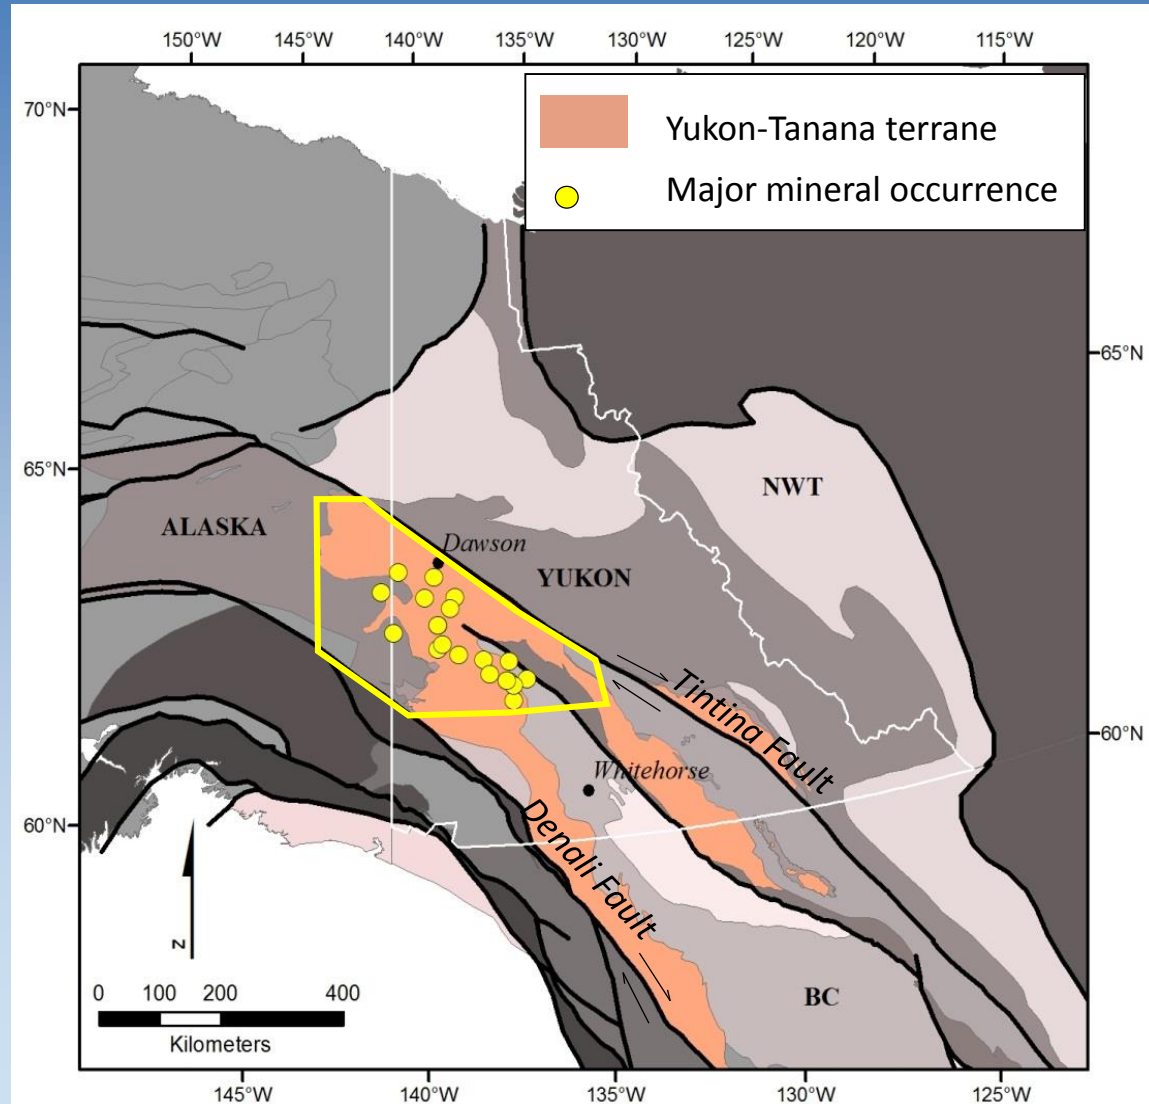 150°W 145°W 140°W 135°W 130°W 125°W 120°W 115°W
70°N
Yukon-Tanana terrane
Major mineral occurrence
65°N
65°N
NWT
ALASKA
Dawson
YUKON
Tintina Fault
60°N
Whitehorse
60°N
Denali Fault
N
BC
0 100 200 400
Kilometers
145°W 140°W 135°W 130°W 125°W